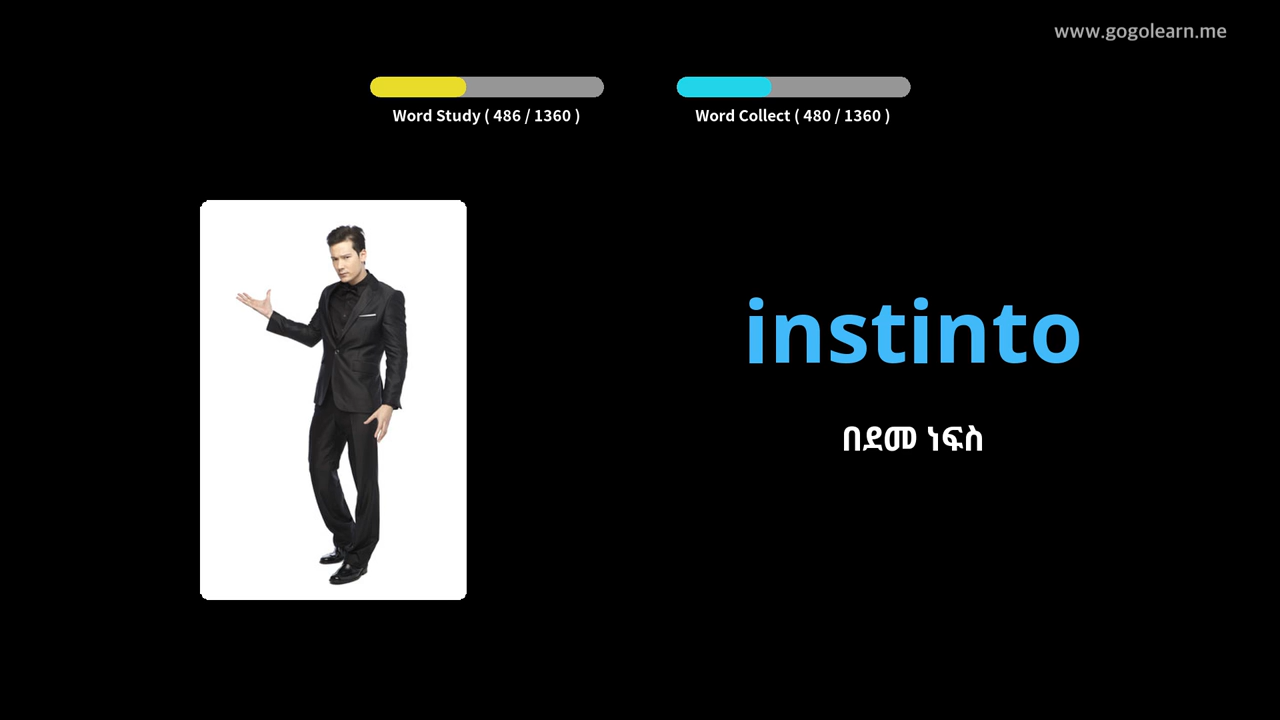 www.gogolearn.me
Word Study ( 486 / 1360 )
Word Collect ( 480 / 1360 )
instinto
በደመ ነፍስ